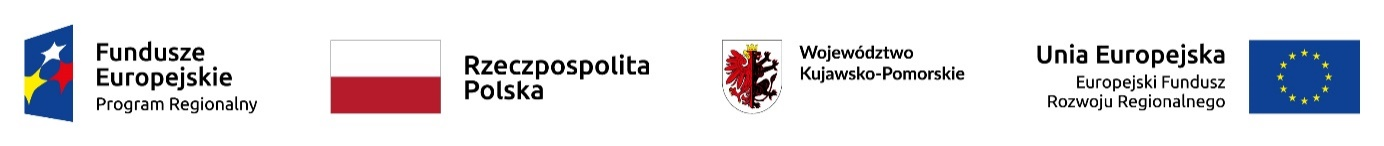 Fundusze
Europejskie
Program Regionalny
Rzeczpospolita
Polska
Województwo
Kujawsko-Pomorskie
Unia Europejska
Europejski Fundusz
Rozwoju Regionalnego